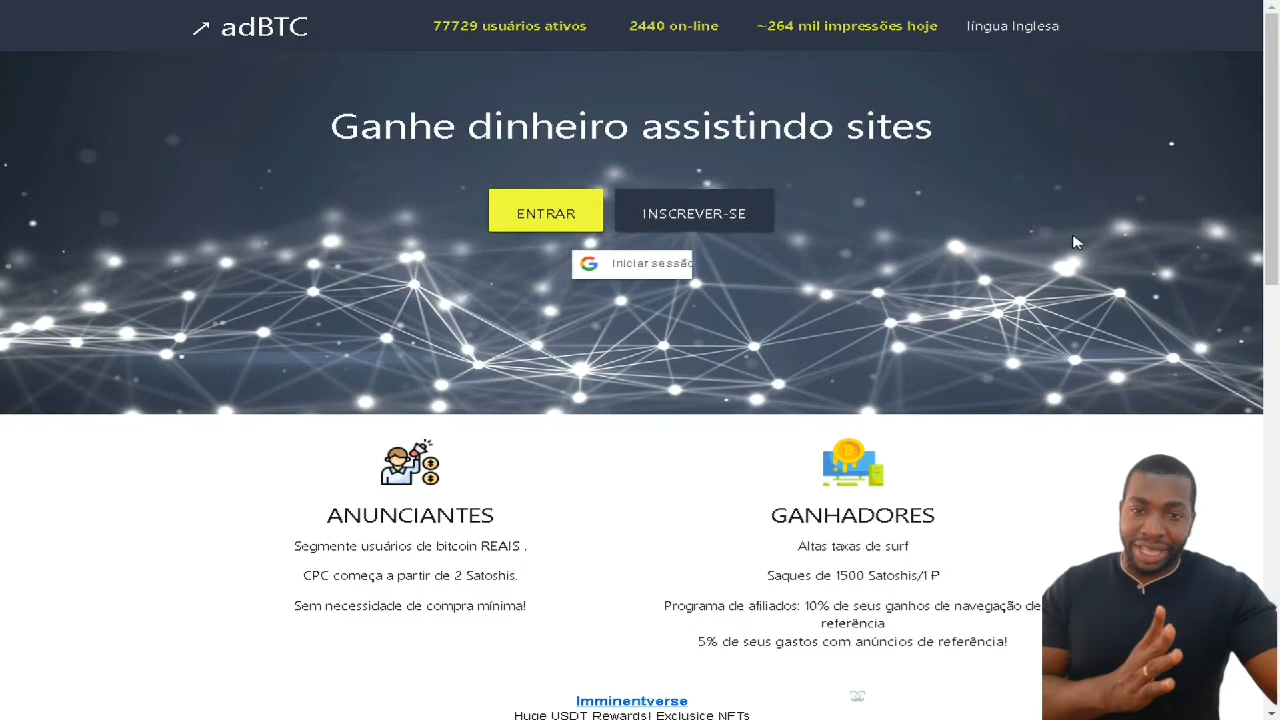 adBTC
77729 usuários ativos
2440 on-line
~264 mil impressões hoje
língua Inglesa
Ganhe dinheiro assistindo sites
ENTRAR
INSCREVER-SE
Iniciar sessão
ANUNCIANTES
Segmente usuários de bitcoin REAIS .
CPC começa a partir de 2 Satoshis.
Sem necessidade de compra mínima!
GANHADORES
Altas taxas de surf
Saques de 1500 Satoshis/1 ₽
Programa de afiliados: 10% de seus ganhos de navegação de
referência
5% de seus gastos com anúncios de referência!
Imminentverse
Huge USDT Rewards! Exclusice NFTs